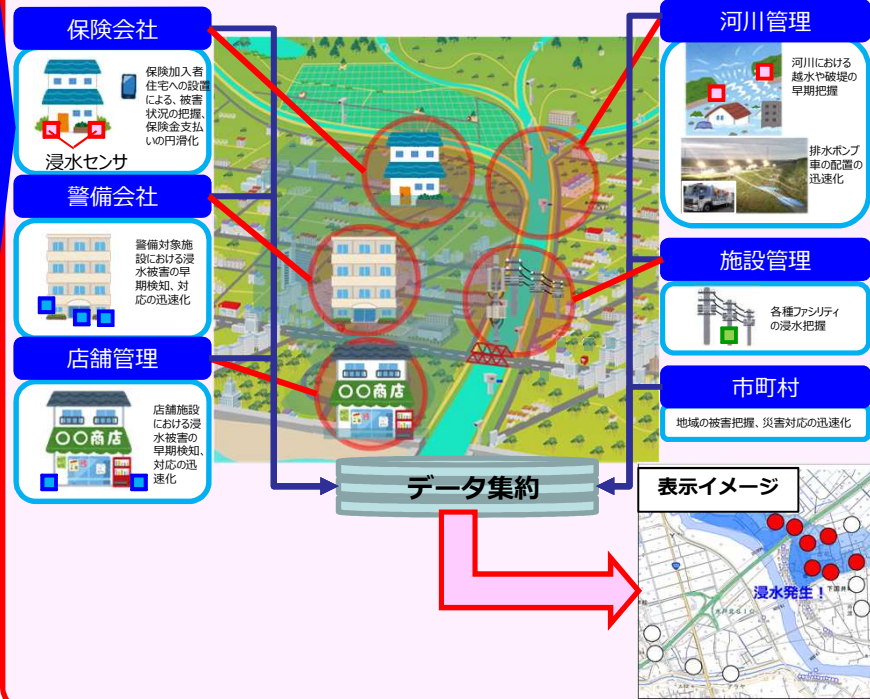 保険会社
保険加入者
住宅への設置
による、被害
状況の把握、
保険金支払
いの円滑化
浸水センサ
警備会社
警備対象施
設における浸
水被害の早
期検知、対
応の迅速化
店舗管理
〇〇商店
店舗施設
における浸
水被害の
早期検知、
対応の迅
速化
〇〇商店
河川管理
河川における
越水や破堤の
早期把握
排水ポンプ
車の配置の
迅速化
施設管理
各種ファシリティ
の浸水把握
市町村
地域の被害把握、災害対応の迅速化
データ集約
表示イメージ
浸水発生！